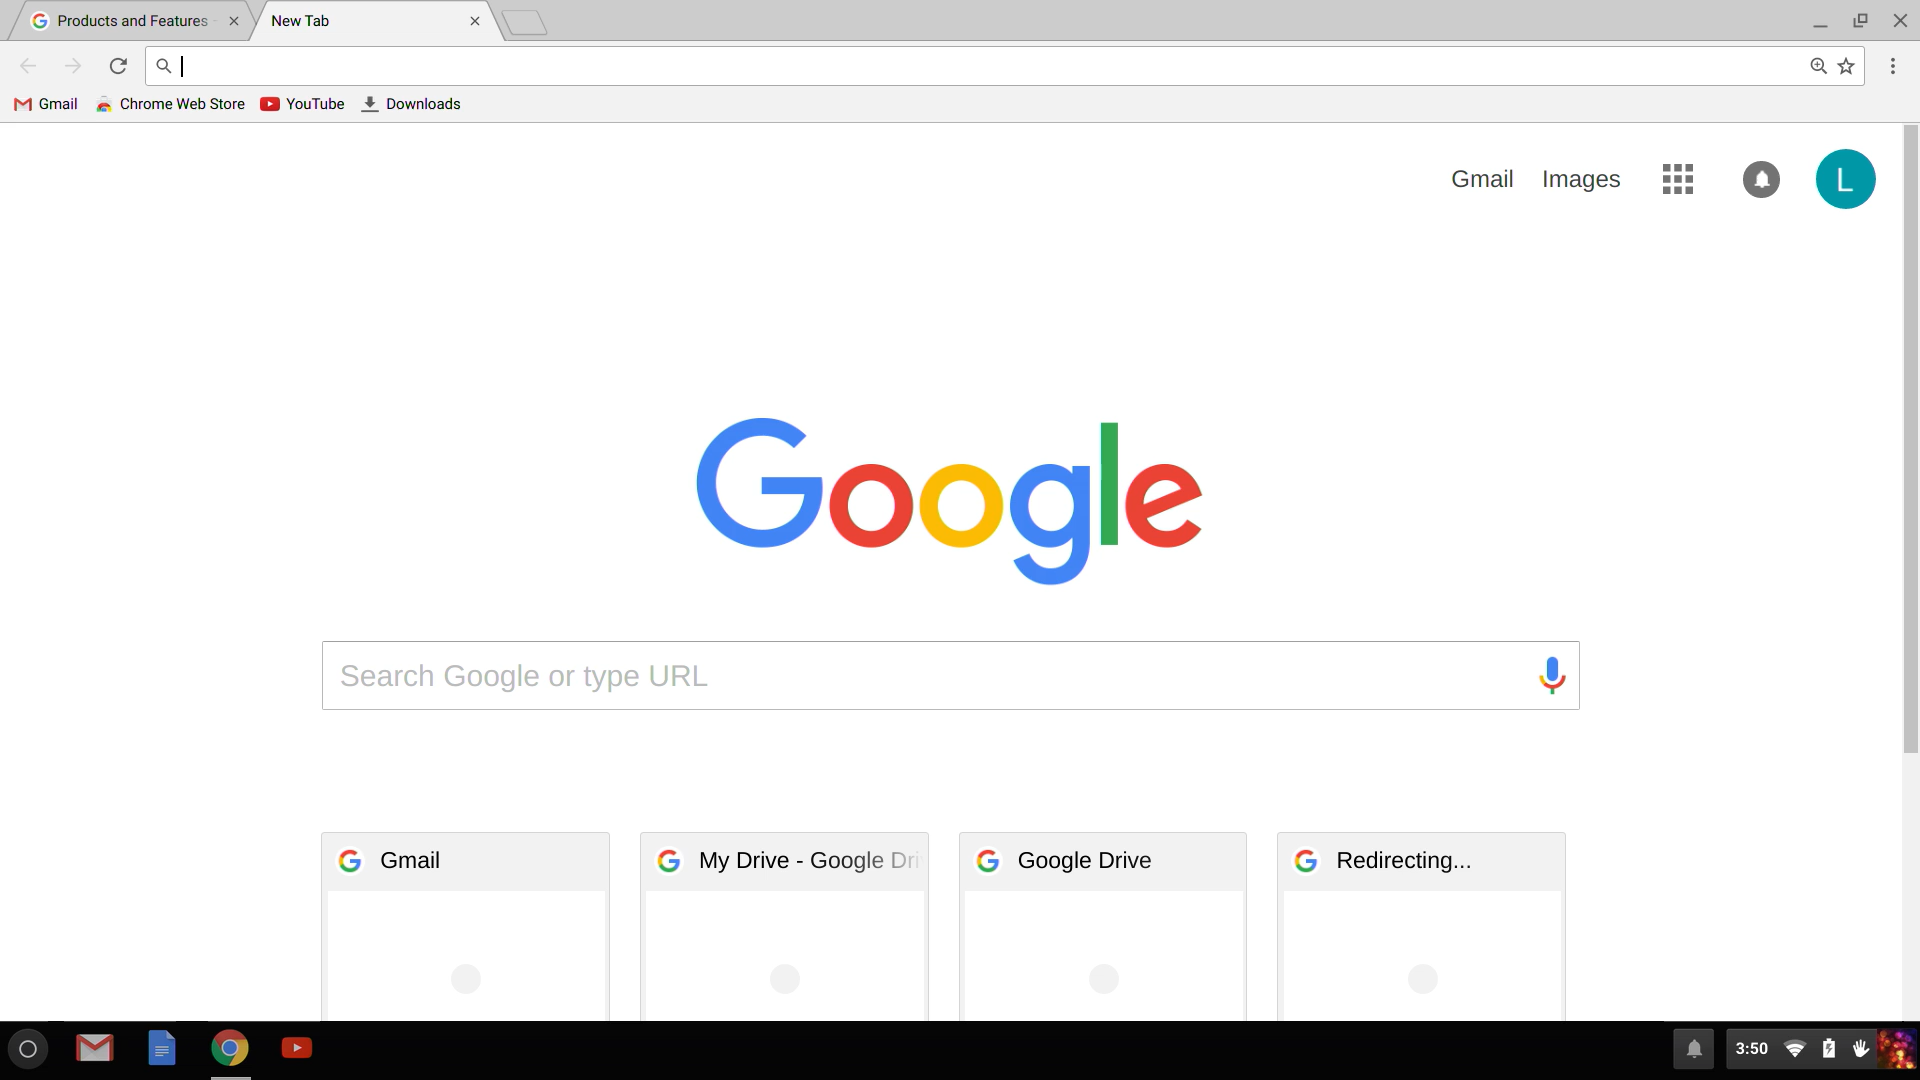 Products and Features -
New Tab
Gmail
Chrome Web Store
YouTube
Downloads
Gmail
Images
L
Google
Search Google or type URL
Gmail
My Drive - Google Dri
Google Drive
Redirecting...
3:50